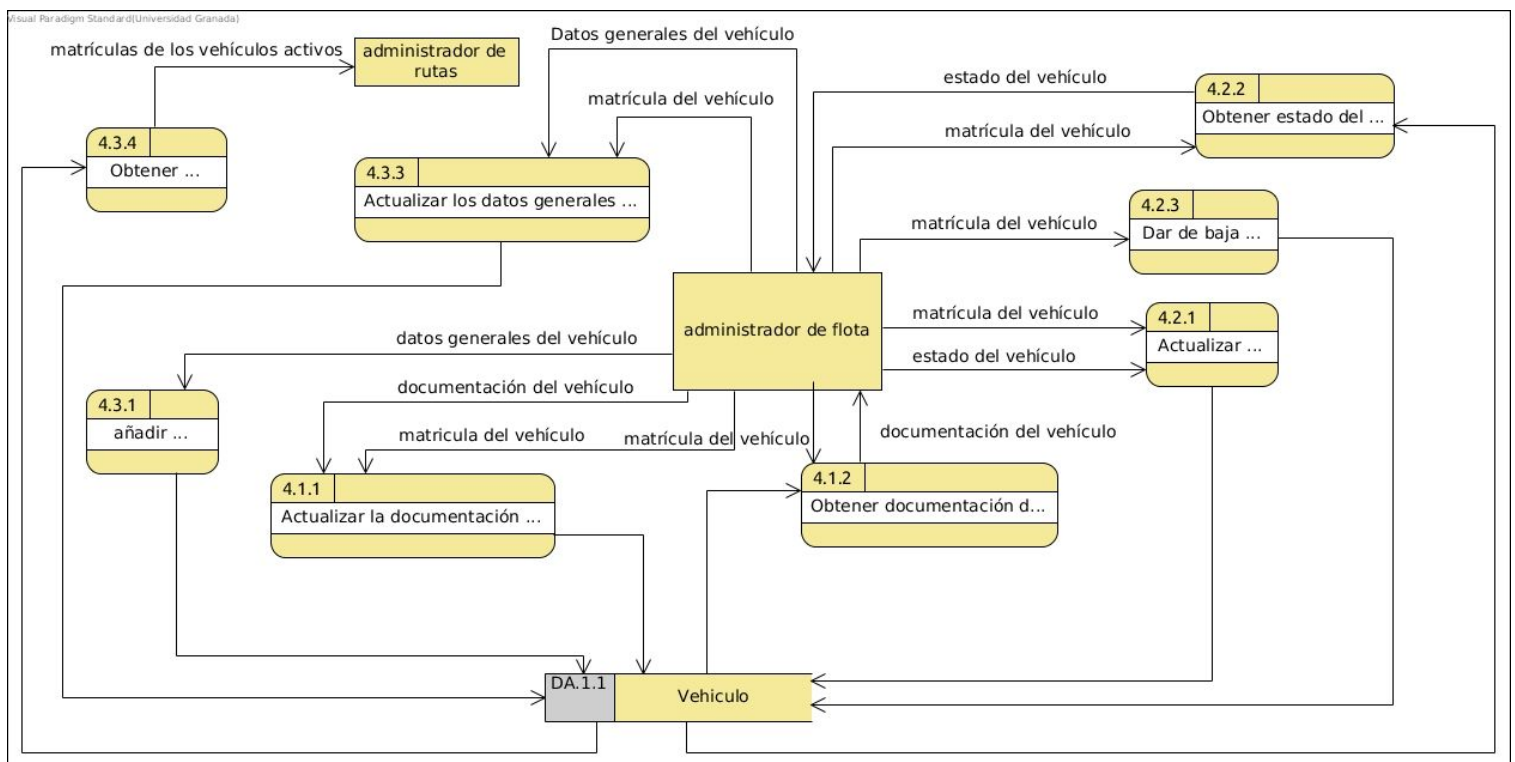 Visual Paradigm Standard(Universidad Granada)
matrículas de los vehículos activos
administrador de
rutas
Datos generales del vehículo
matrícula del vehículo
estado del vehículo
matrícula del vehículo
4.2.2
Obtener estado del ...
4.3.4
Obtener ...
4.3.3
Actualizar los datos generales ...
matrícula del vehículo
4.2.3
Dar de baja ...
administrador de flota
matrícula del vehículo
estado del vehículo
4.2.1
Actualizar ...
datos generales del vehículo
documentación del vehículo
4.3.1
añadir ...
matricula del vehículo
matrícula del vehículo
documentación del vehículo
4.1.1
Actualizar la documentación ...
4.1.2
Obtener documentación d...
DA.1.1
Vehiculo